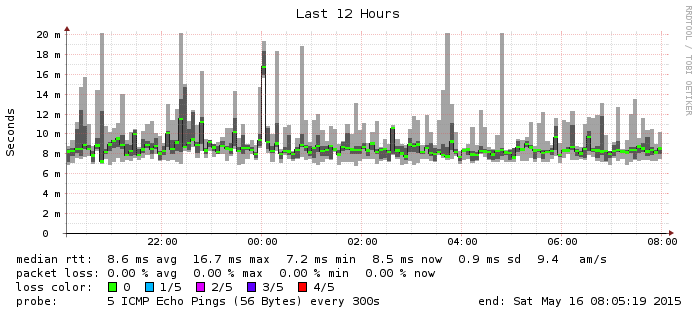 Last 12 Hours
RRDTOOL / TOBI OETIKER
Seconds
20 m
18 m
16 m
14 m
12 m
10 m
8 m
6 m
4 m
2 m
0
22:00 00:00 02:00 04:00 06:00 08:00
median rtt: 8.6 ms avg 16.7 ms max 7.2 ms min 8.5 ms now 0.9 ms sd 9.4 am/s
packet loss: 0.00 % avg 0.00 % max 0.00 % min 0.00 % now
loss color: 0 1/5 2/5 3/5 4/5
probe: 5 ICMP Echo Pings (56 Bytes) every 300s end: Sat May 16 08:05:19 2015